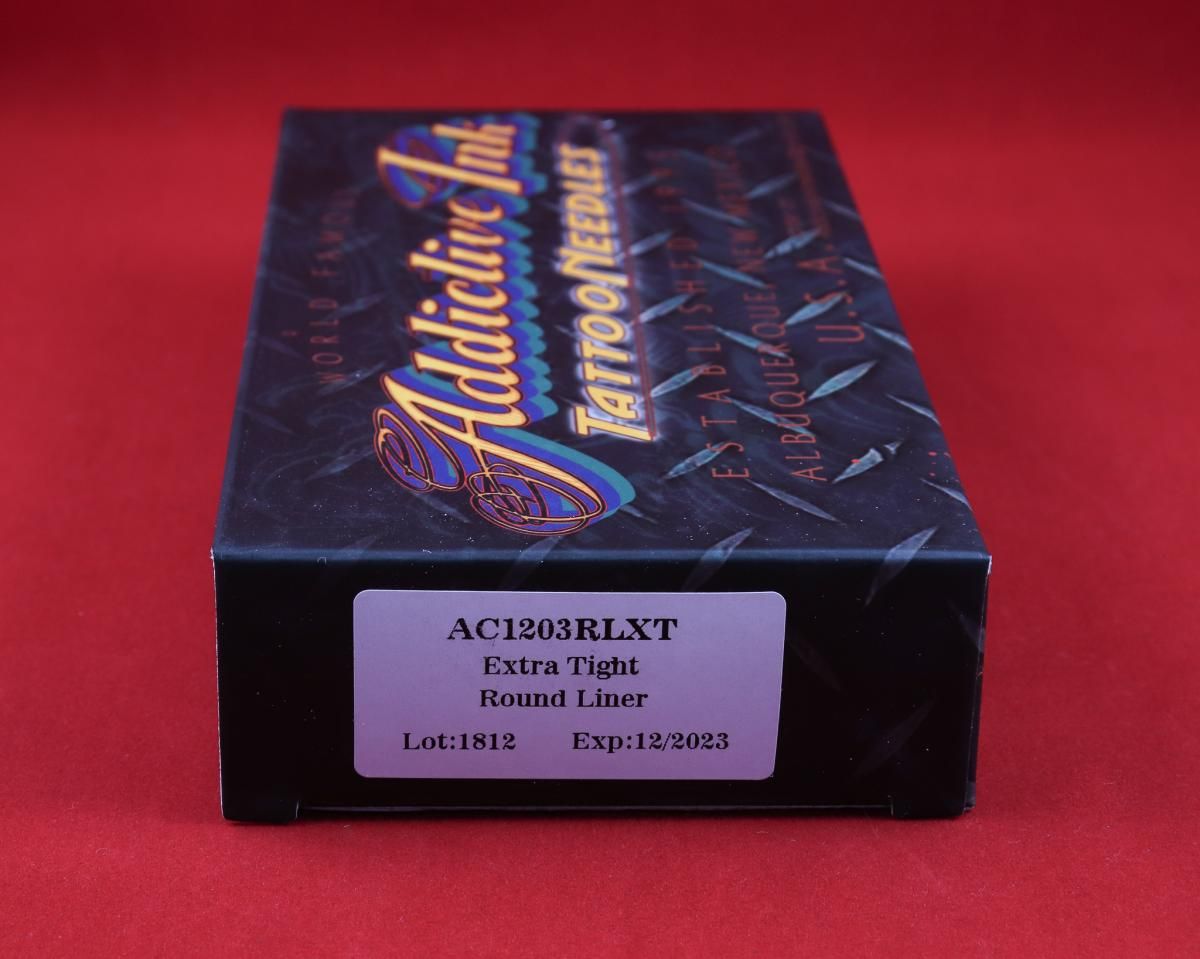 WORLD FAMOUS
Addictive Ink
TATTOO NEEDLES
ESTABLISHED
ALBUQUERQUE, NEW MEXICO
U.S.A.
AC1203RLXT
Extra Tight
Round Liner
Lot:1812 Exp:12/2023